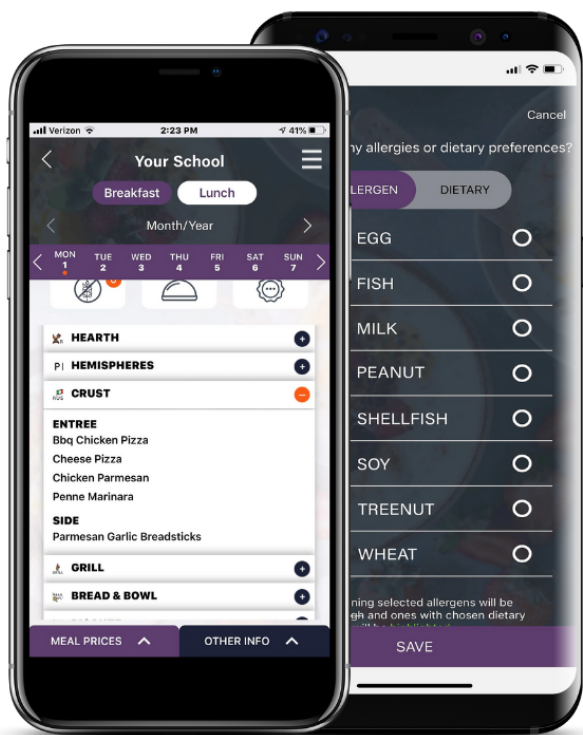 Verizon 2:23 PM 41%
Your School
Breakfast Lunch
Month/Year
MON TUE WED THU FRI SAT SUN
1 2 3 4 5 6 7
HEARTH
PI HEMISPHERES
CRUST
ENTREE
Bbq Chicken Pizza
Cheese Pizza
Chicken Parmesan
Penne Marinara
SIDE
Parmesan Garlic Breadsticks
GRILL
BREAD & BOWL
MEAL PRICES OTHER INFO
Cancel
ny allergies or dietary preferences?
LERGEN DIETARY
EGG
FISH
MILK
PEANUT
SHELLFISH
SOY
TREENUT
WHEAT
ning selected allergens will be
gh and ones with chosen dietary
SAVE